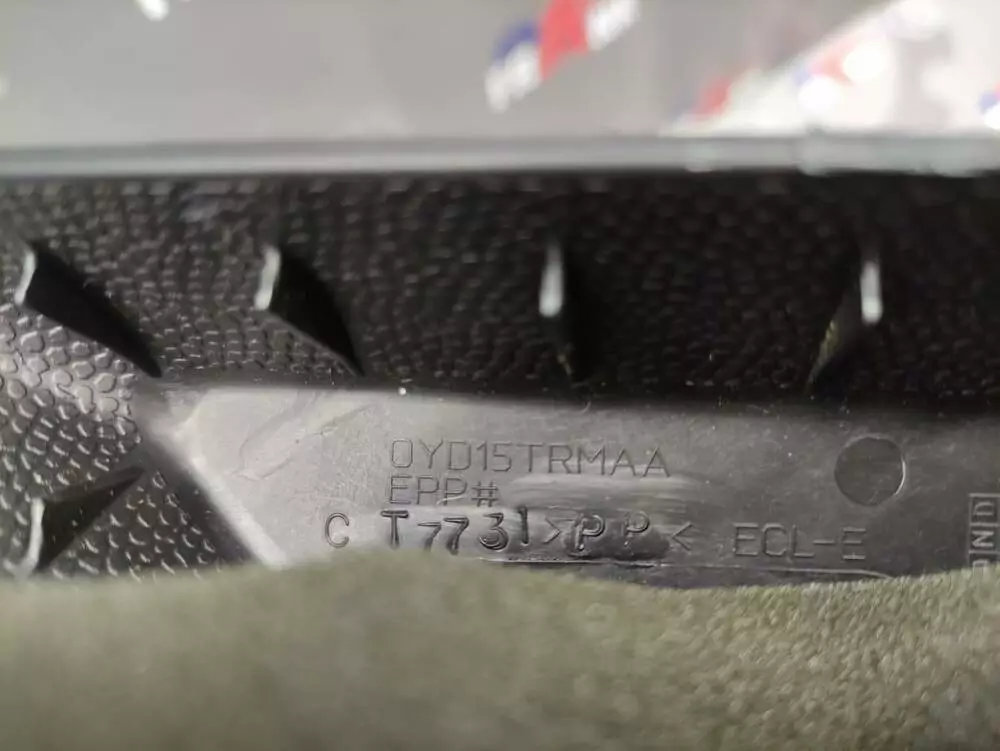 0YD15TRMAA
EPP#
C T7731 >PP< ECL-E